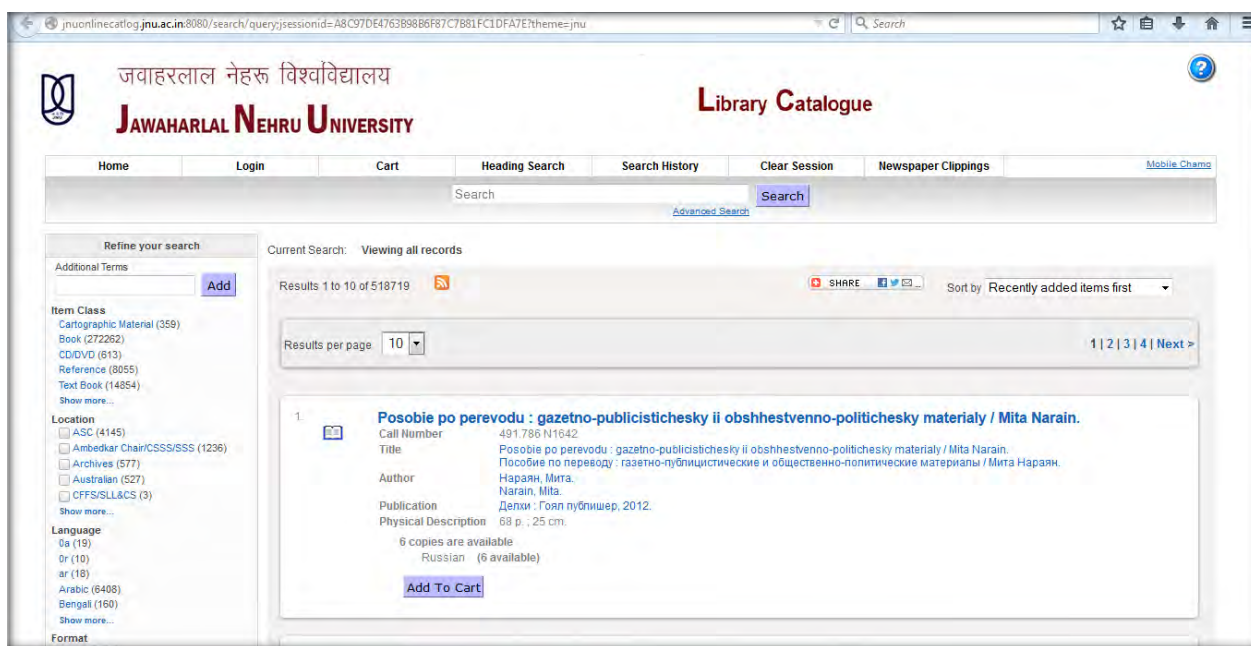 jnuonlinecatlog.jnu.ac.in:8080/search/query;jsessionid=A8C97DE4763B98B6F87C7B81FC1DFA7E?theme=jnu
Search
जवाहरलाल नेहरू विश्वविद्यालय
JAWAHARLAL NEHRU UNIVERSITY
Library Catalogue
?
Home Login Cart Heading Search Search History Clear Session Newspaper Clippings Mobile Chamo
Search Search
Advanced Search
Refine your search
Additional Terms
Add
Item Class
Cartographic Material (359)
Book (272262)
CD/DVD (613)
Reference (8055)
Text Book (14854)
Show more...
Location
ASC (4145)
Ambedkar Chair/CSSS/SSS (1236)
Archives (577)
Australian (527)
CFFS/SLL&CS (3)
Show more...
Language
0a (19)
0r (10)
ar (18)
Arabic (6408)
Bengali (160)
Show more...
Format
Current Search: Viewing all records
Results 1 to 10 of 518719 SHARE Sort by Recently added items first
Results per page 10 1 | 2 | 3 | 4 | Next >
1. Posobie po perevodu : gazetno-publicistichesky ii obshhestvenno-politichesky materialy / Mita Narain.
Call Number 491.786 N1642
Title Posobie po perevodu : gazetno-publicistichesky ii obshhestvenno-politichesky materialy / Mita Narain.
Пособие по переводу : газетно-публицистические и общественно-политические материалы / Мита Нараян.
Author Нараян, Мита.
Narain, Mita.
Publication Делхи : Гоял публишер, 2012.
Physical Description 68 p. ; 25 cm.
6 copies are available
Russian (6 available)
Add To Cart